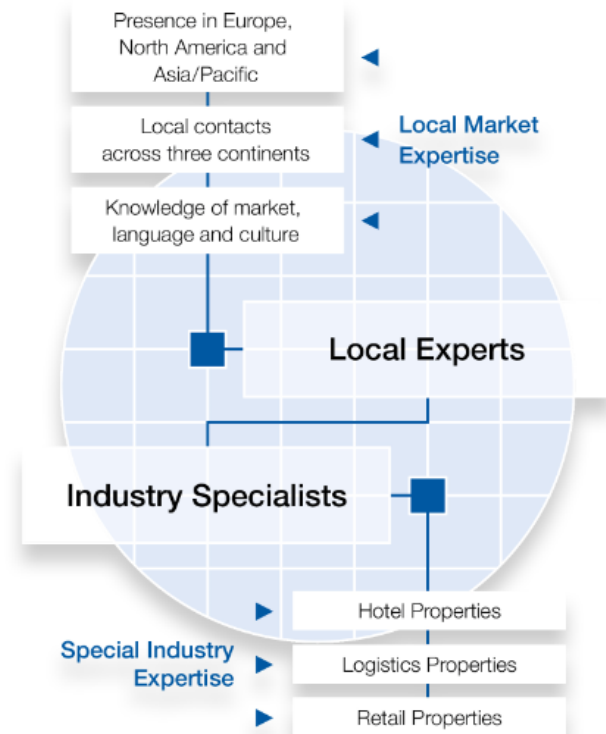 Presence in Europe,
North America and
Asia/Pacific
Local contacts
across three continents
Local Market
Expertise
Knowledge of market,
language and culture
Local Experts
Industry Specialists
Hotel Properties
Special Industry
Expertise
Logistics Properties
Retail Properties